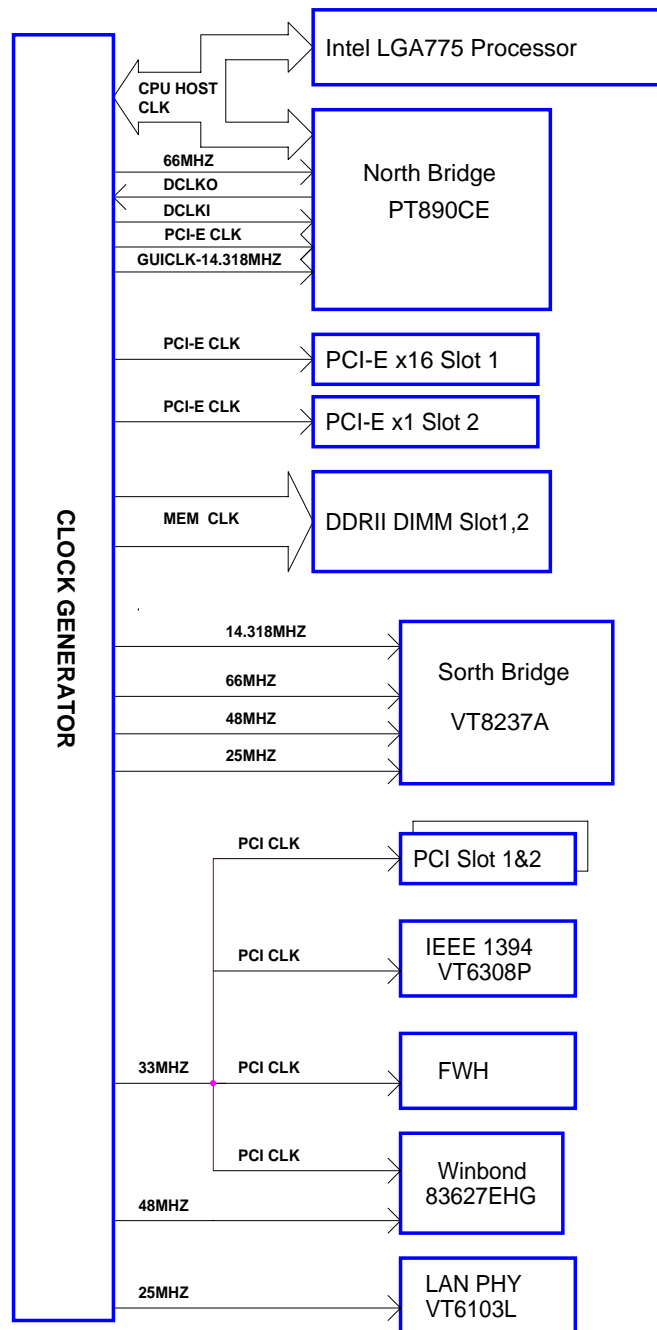 Intel LGA775 Processor
CPU HOST
CLK
66MHZ
DCLKO
DCLKI
PCI-E CLK
GUICLK-14.318MHZ
North Bridge
PT890CE
PCI-E CLK
PCI-E x16 Slot 1
PCI-E CLK
PCI-E x1 Slot 2
MEM CLK
DDRII DIMM Slot1,2
CLOCK GENERATOR
14.318MHZ
66MHZ
48MHZ
25MHZ
Sorth Bridge
VT8237A
PCI CLK
PCI Slot 1&2
PCI CLK
IEEE 1394
VT6308P
33MHZ
PCI CLK
FWH
PCI CLK
Winbond
83627EHG
48MHZ
25MHZ
LAN PHY
VT6103L